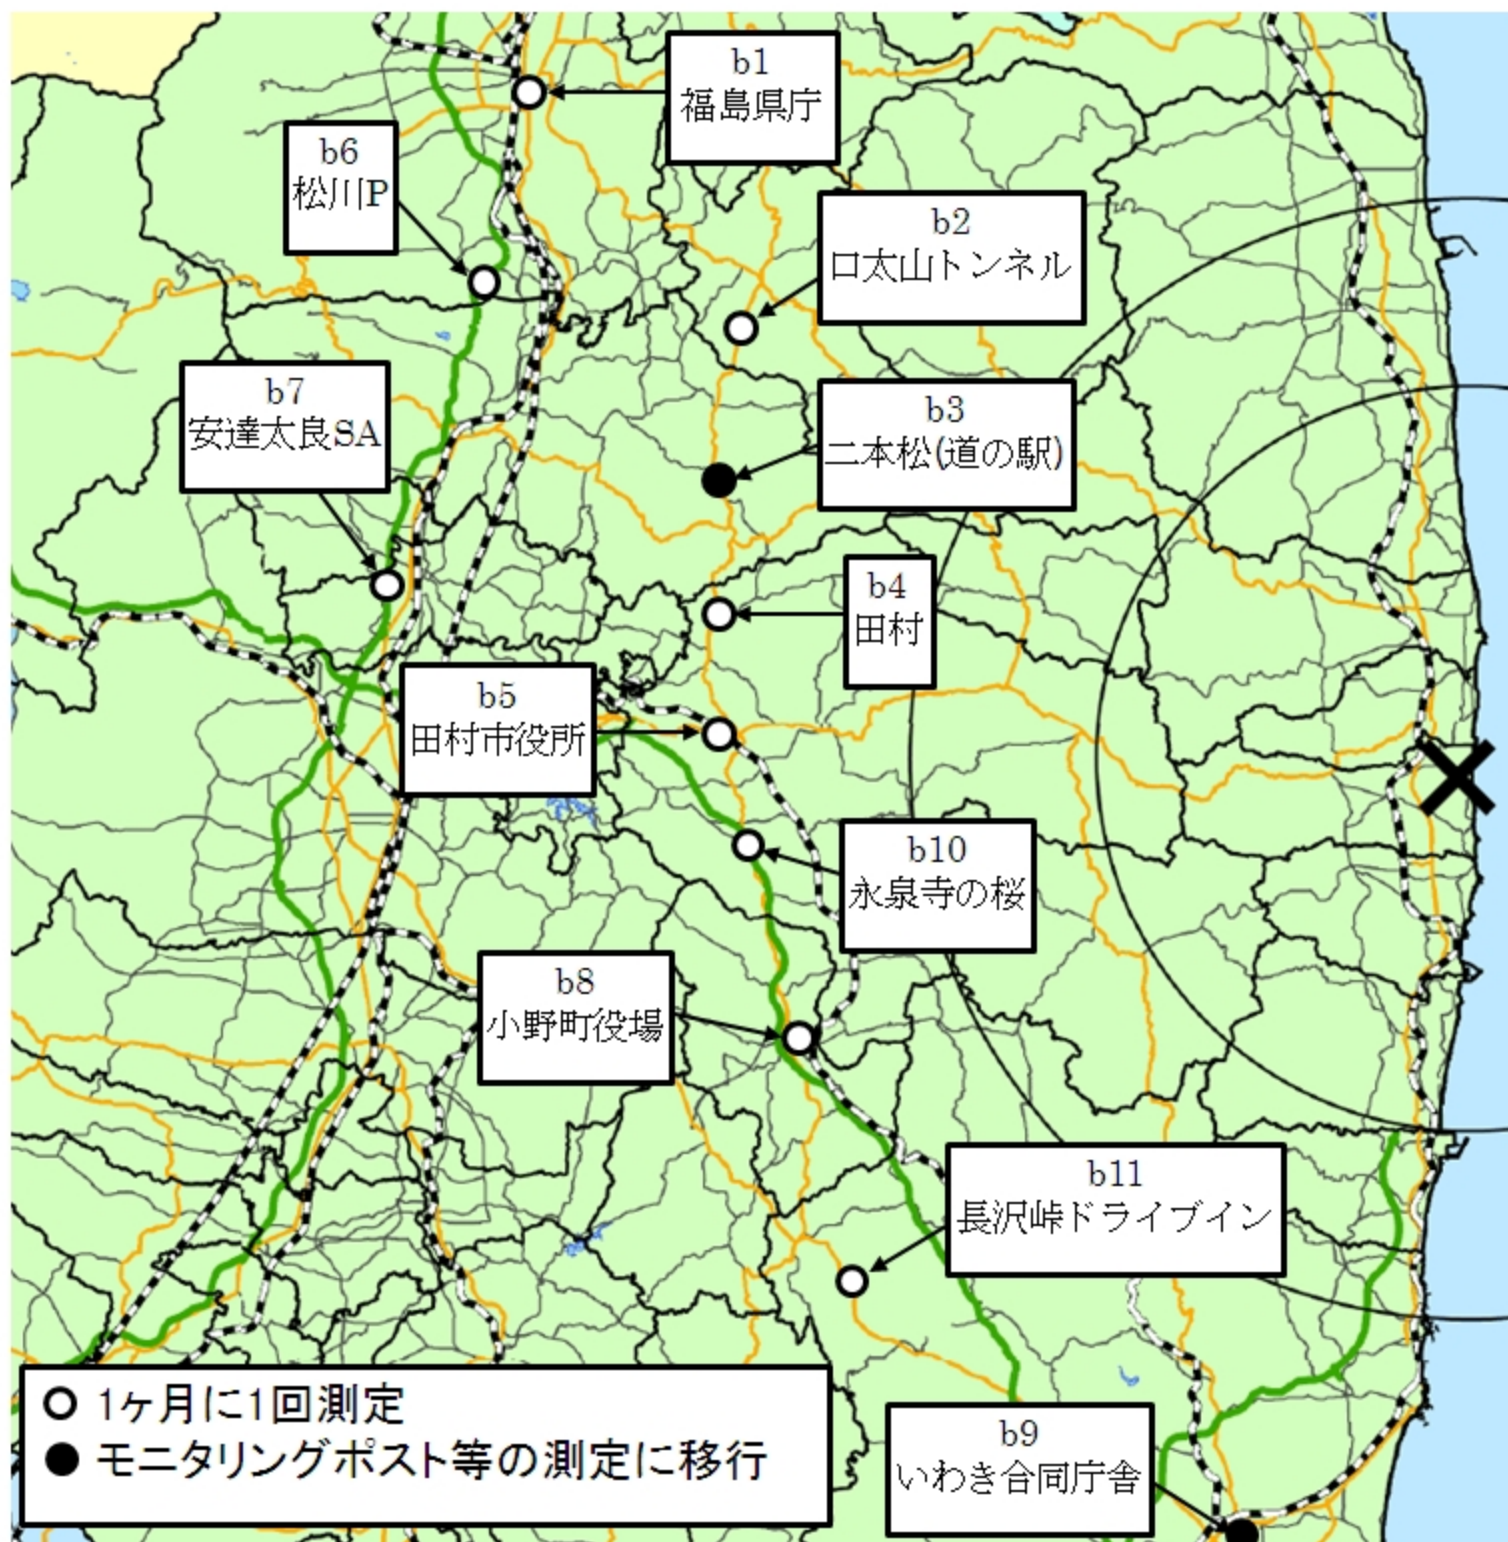 b1
福島県庁
b6
松川P
b2
口太山トンネル
b7
安達太良SA
b3
二本松(道の駅)
b4
田村
b5
田村市役所
b10
永泉寺の桜
b8
小野町役場
b11
長沢峠ドライブイン
b9
いわき合同庁舎
1ヶ月に1回測定
モニタリングポスト等の測定に移行